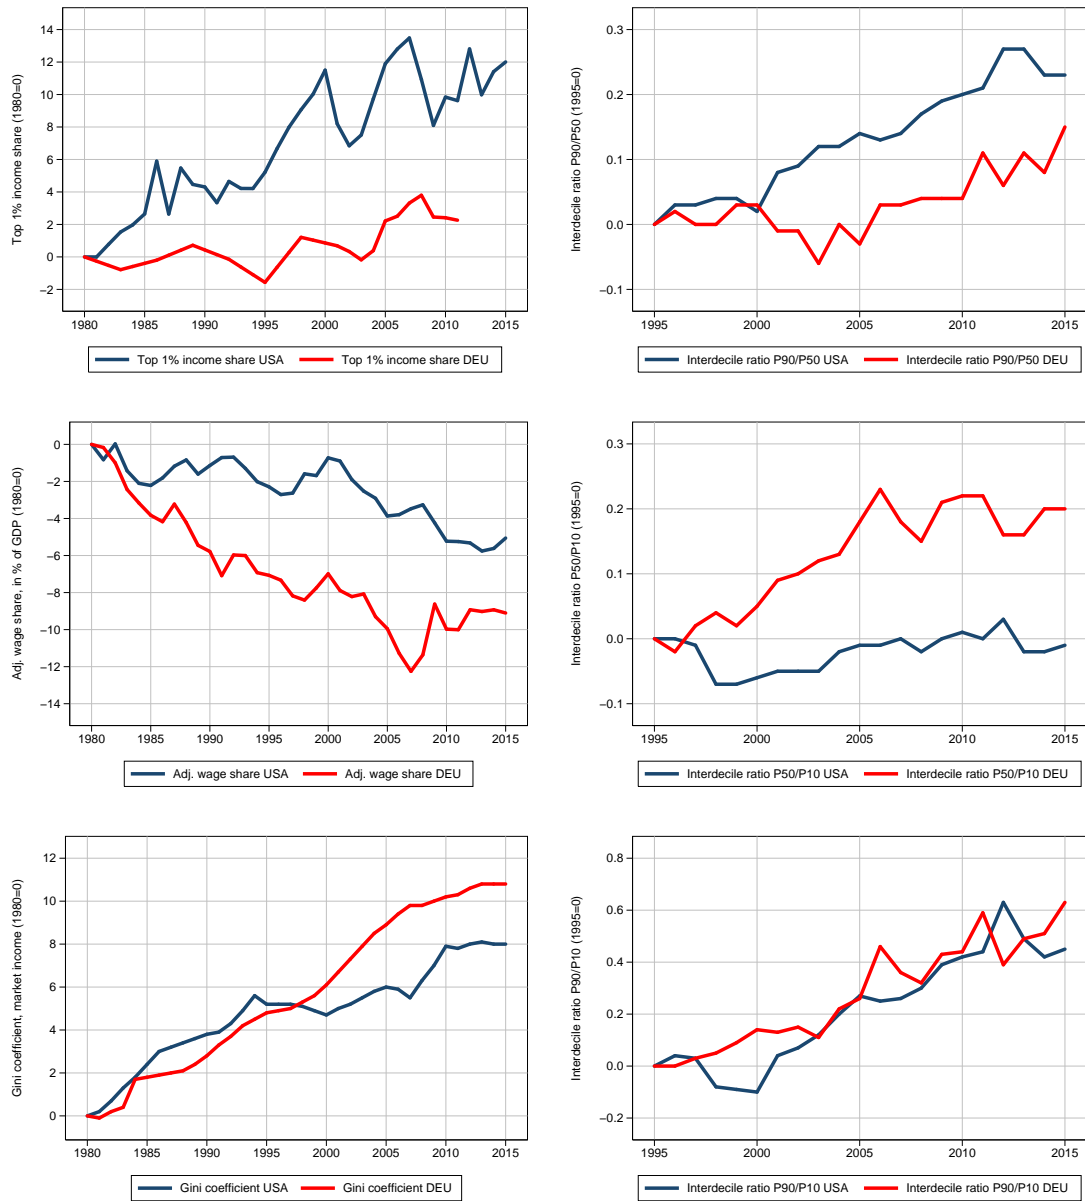 Top 1% income share (1980=0)
14
12
10
8
6
4
2
0
−2
1980 1985 1990 1995 2000 2005 2010 2015
Top 1% income share USA Top 1% income share DEU
Interdecile ratio P90/P50 (1995=0)
0.3
0.2
0.1
0.0
−0.1
1995 2000 2005 2010 2015
Interdecile ratio P90/P50 USA Interdecile ratio P90/P50 DEU
Adj. wage share, in % of GDP (1980=0)
0
−2
−4
−6
−8
−10
−12
−14
1980 1985 1990 1995 2000 2005 2010 2015
Adj. wage share USA Adj. wage share DEU
Interdecile ratio P50/P10 (1995=0)
0.3
0.2
0.1
0.0
−0.1
1995 2000 2005 2010 2015
Interdecile ratio P50/P10 USA Interdecile ratio P50/P10 DEU
Gini coefficient, market income (1980=0)
12
10
8
6
4
2
0
1980 1985 1990 1995 2000 2005 2010 2015
Gini coefficient USA Gini coefficient DEU
Interdecile ratio P90/P10 (1995=0)
0.8
0.6
0.4
0.2
0.0
−0.2
1995 2000 2005 2010 2015
Interdecile ratio P90/P10 USA Interdecile ratio P90/P10 DEU